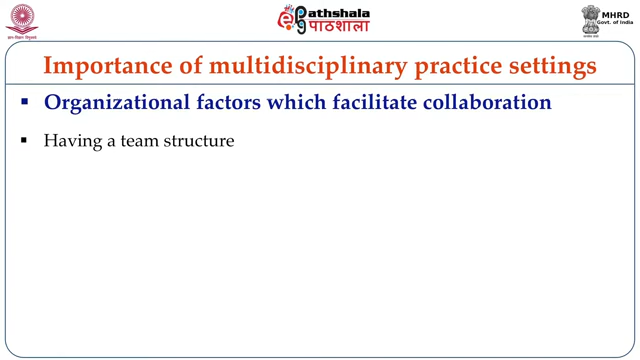 Pathshala
पाठशाला
MHRD
Govt. of India
Importance of multidisciplinary practice settings
▪ Organizational factors which facilitate collaboration
▪ Having a team structure